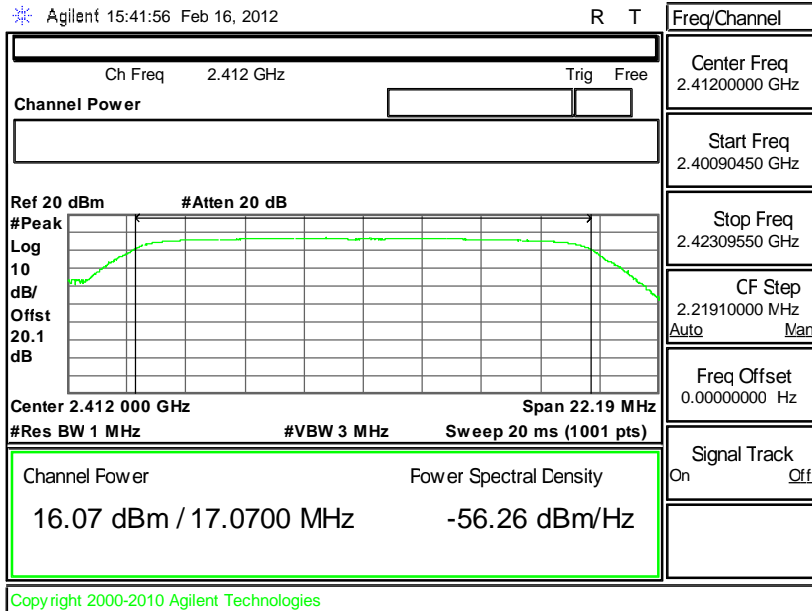 Agilent 15:41:56 Feb 16, 2012
R T
Ch Freq 2.412 GHz
Trig Free
Channel Power
Ref 20 dBm
#Atten 20 dB
#Peak
Log
10
dB/
Offst
20.1
dB
Center 2.412 000 GHz
Span 22.19 MHz
#Res BW 1 MHz
#VBW 3 MHz
Sweep 20 ms (1001 pts)
Channel Power
Power Spectral Density
16.07 dBm / 17.0700 MHz
-56.26 dBm/Hz
Copyright 2000-2010 Agilent Technologies
Freq/Channel
Center Freq
2.41200000 GHz
Start Freq
2.40090450 GHz
Stop Freq
2.42309550 GHz
CF Step
2.21910000 MHz
Auto Man
Freq Offset
0.00000000 Hz
Signal Track
On Off